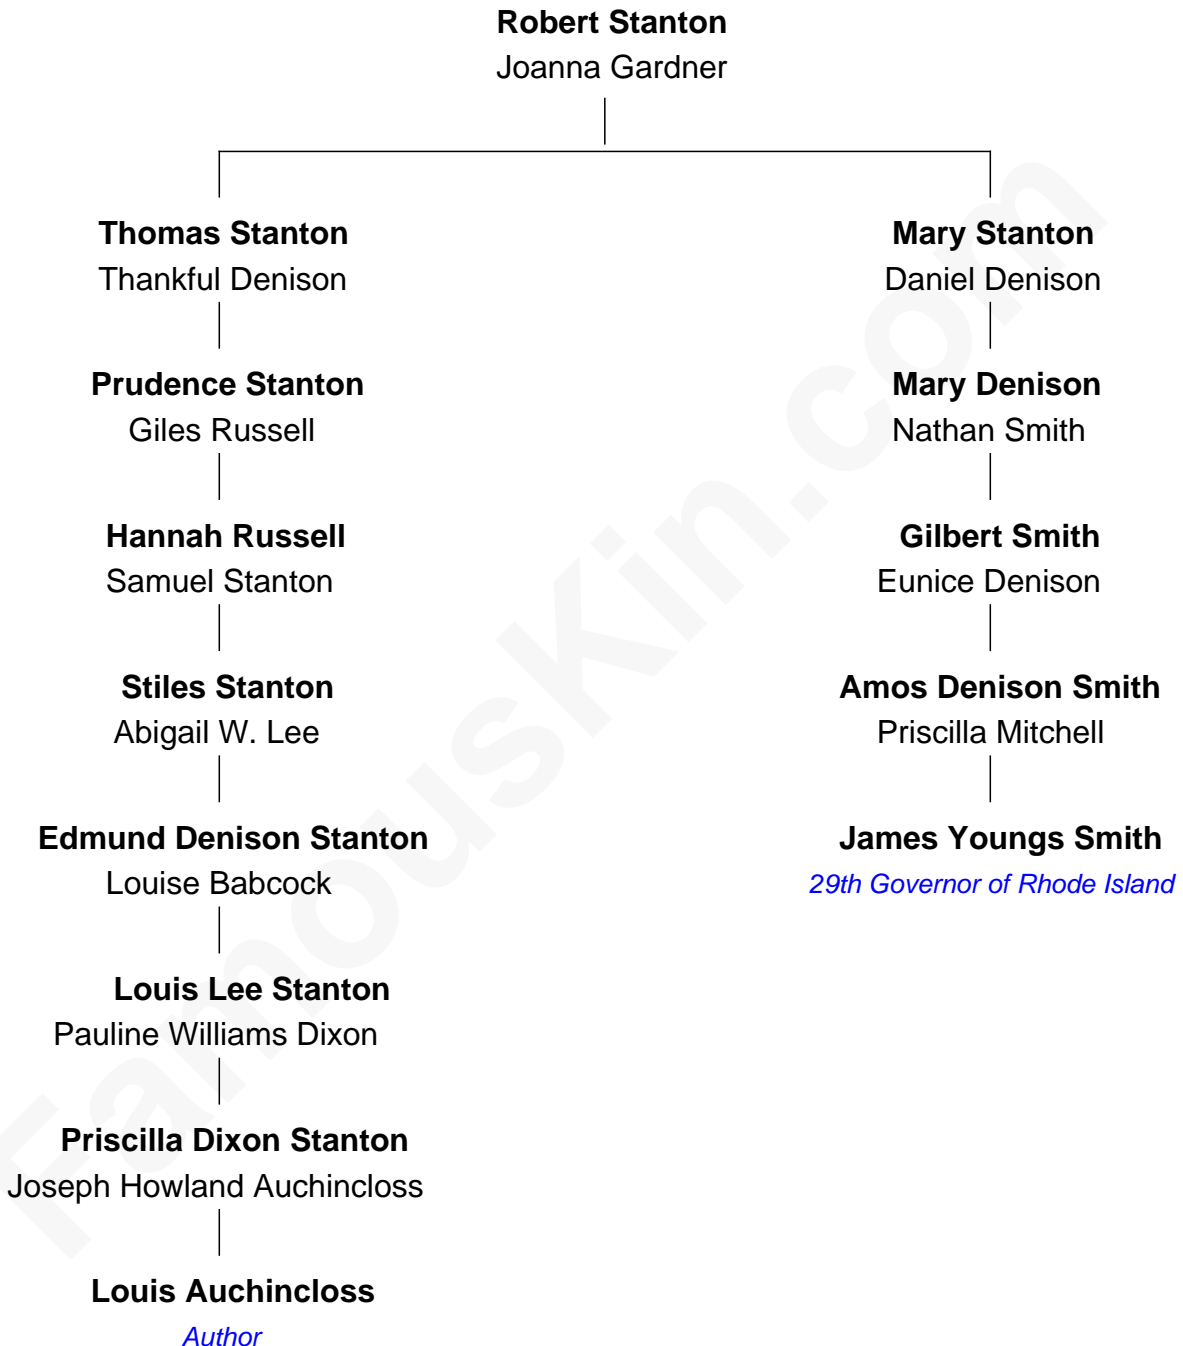 Robert Stanton
Joanna Gardner
Thomas Stanton
Thankful Denison
Prudence Stanton
Giles Russell
Hannah Russell
Samuel Stanton
Stiles Stanton
Abigail W. Lee
Edmund Denison Stanton
Louise Babcock
Louis Lee Stanton
Pauline Williams Dixon
Priscilla Dixon Stanton
Joseph Howland Auchincloss
Louis Auchincloss
Author
Mary Stanton
Daniel Denison
Mary Denison
Nathan Smith
Gilbert Smith
Eunice Denison
Amos Denison Smith
Priscilla Mitchell
James Youngs Smith
29th Governor of Rhode Island
FamousKin.com